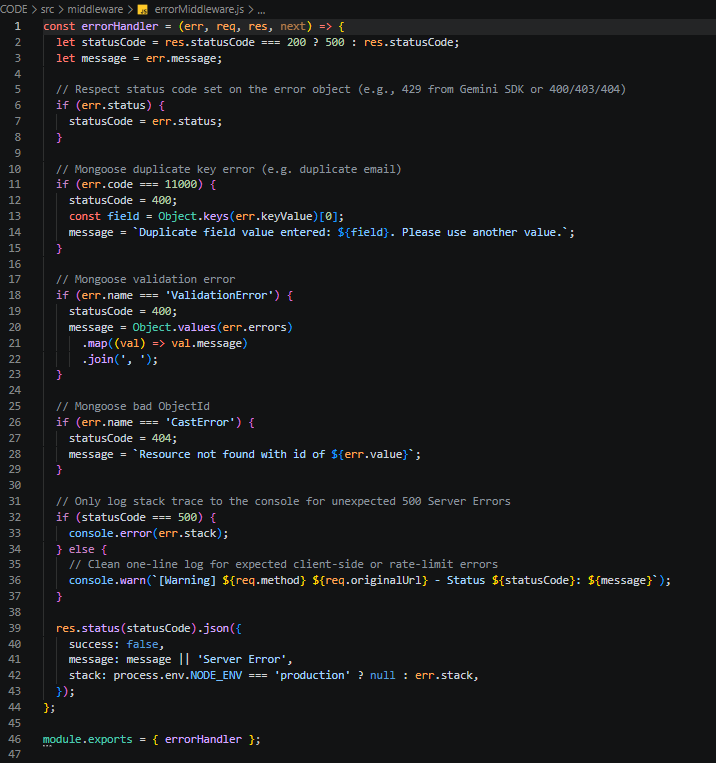 CODE > src > middleware > JS errorMiddleware.js > ...
1 const errorHandler = (err, req, res, next) => {
2   let statusCode = res.statusCode === 200 ? 500 : res.statusCode;
3   let message = err.message;
4
5   // Respect status code set on the error object (e.g., 429 from Gemini SDK or 400/403/404)
6   if (err.status) {
7     statusCode = err.status;
8   }
9
10   // Mongoose duplicate key error (e.g. duplicate email)
11   if (err.code === 11000) {
12     statusCode = 400;
13     const field = Object.keys(err.keyValue)[0];
14     message = `Duplicate field value entered: ${field}. Please use another value.`;
15   }
16
17   // Mongoose validation error
18   if (err.name === 'ValidationError') {
19     statusCode = 400;
20     message = Object.values(err.errors)
21       .map((val) => val.message)
22       .join(', ');
23   }
24
25   // Mongoose bad ObjectId
26   if (err.name === 'CastError') {
27     statusCode = 404;
28     message = `Resource not found with id of ${err.value}`;
29   }
30
31   // Only log stack trace to the console for unexpected 500 Server Errors
32   if (statusCode === 500) {
33     console.error(err.stack);
34   } else {
35     // Clean one-line log for expected client-side or rate-limit errors
36     console.warn(`[Warning] ${req.method} ${req.originalUrl} - Status ${statusCode}: ${message}`);
37   }
38
39   res.status(statusCode).json({
40     success: false,
41     message: message || 'Server Error',
42     stack: process.env.NODE_ENV === 'production' ? null : err.stack,
43   });
44 };
45
46 module.exports = { errorHandler };
47